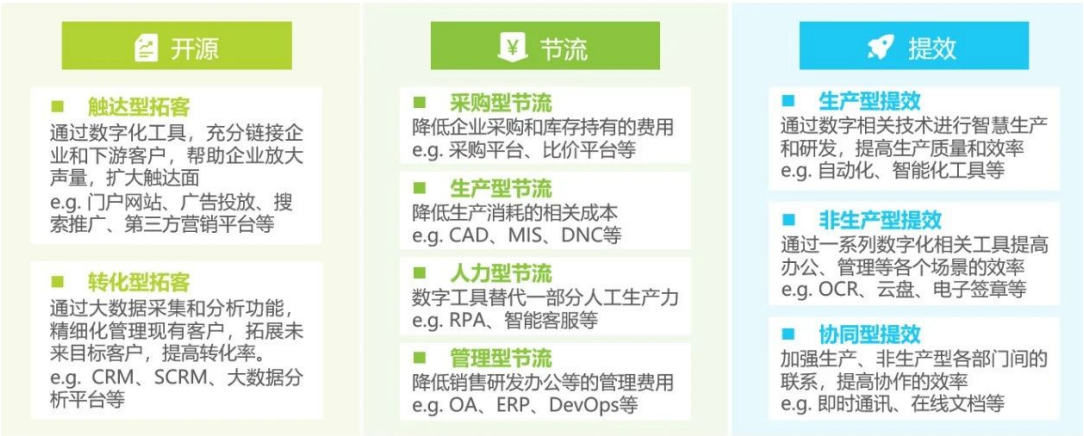 开源
触达型拓客
通过数字化工具，充分链接企
业和下游客户，帮助企业放大
声量，扩大触达面
e.g. 门户网站、广告投放、搜
索推广、第三方营销平台等
转化型拓客
通过大数据采集和分析功能，
精细化管理现有客户，拓展未
来目标客户，提高转化率。
e.g. CRM、SCRM、大数据分
析平台等
节流
采购型节流
降低企业采购和库存持有的费用
e.g. 采购平台、比价平台等
生产型节流
降低生产消耗的相关成本
e.g. CAD、MIS、DNC等
人力型节流
数字工具替代一部分人工生产力
e.g. RPA、智能客服等
管理型节流
降低销售研发办公等的管理费用
e.g. OA、ERP、DevOps等
提效
生产型提效
通过数字相关技术进行智慧生产
和研发，提高生产质量和效率
e.g. 自动化、智能化工具等
非生产型提效
通过一系列数字化相关工具提高
办公、管理等各个场景的效率
e.g. OCR、云盘、电子签章等
协同型提效
加强生产、非生产型各部门间的
联系，提高协作的效率
e.g. 即时通讯、在线文档等